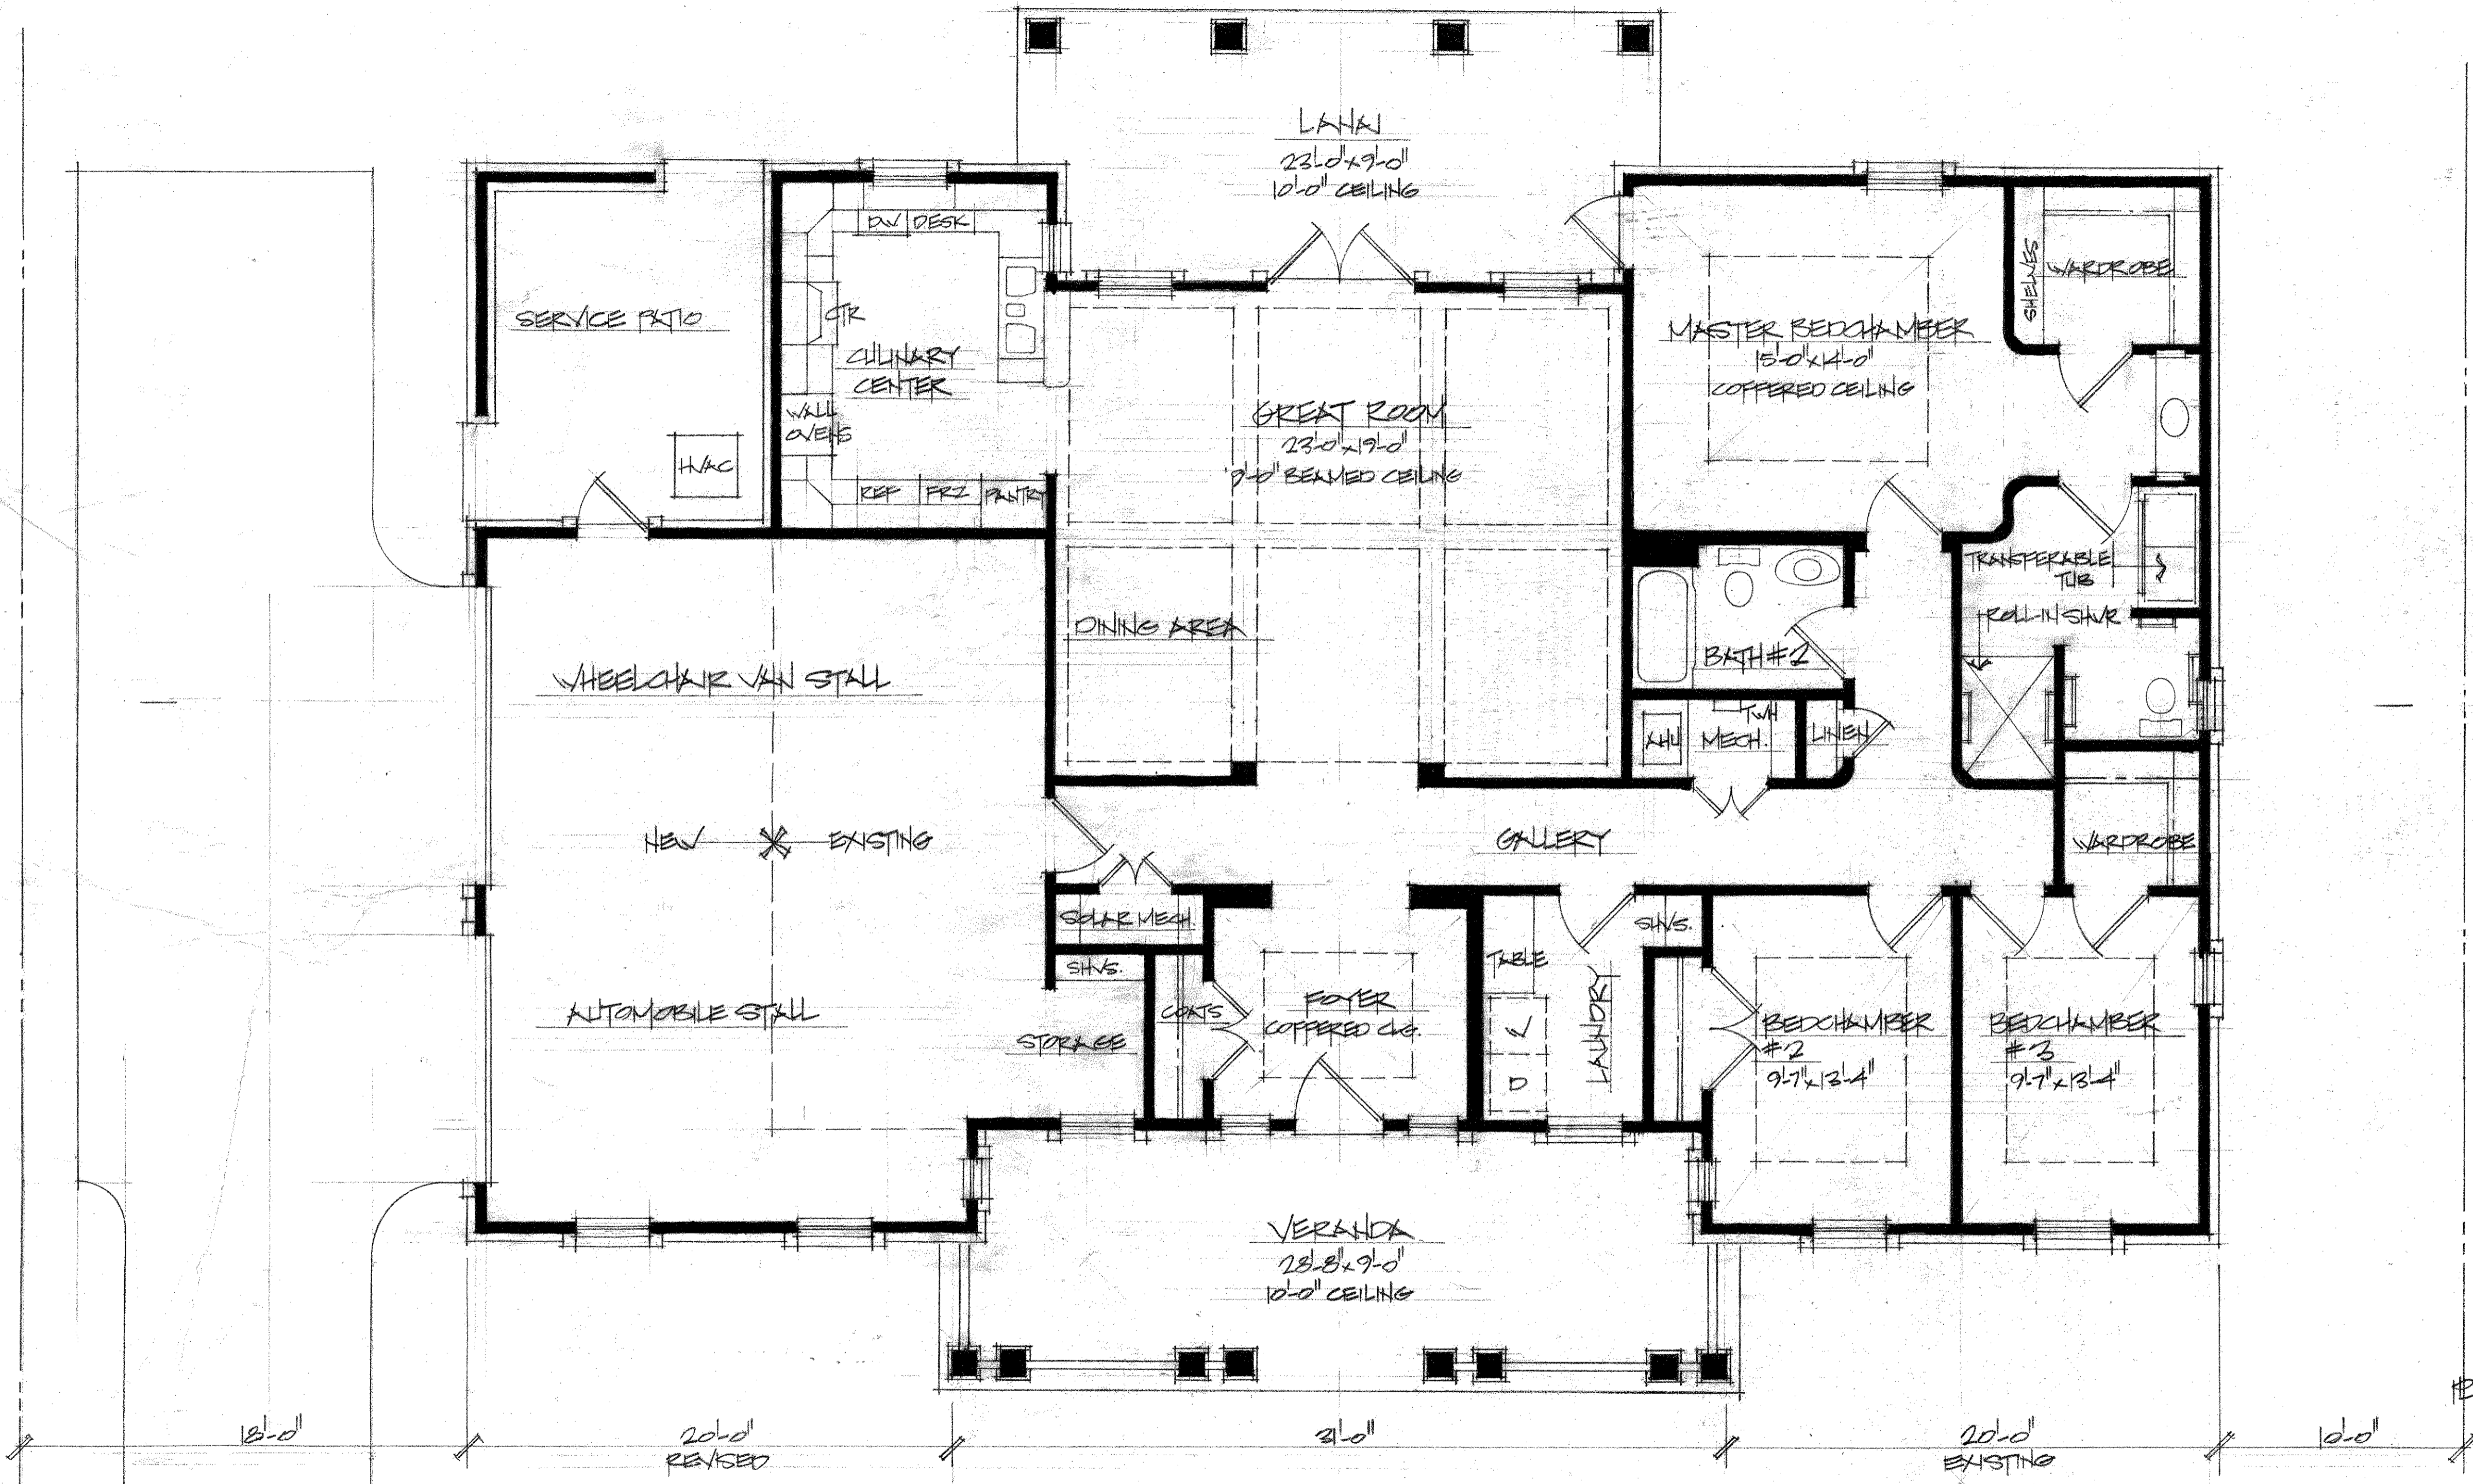 LANAI
23'-0"x9'-0"
10'-0" CEILING
DW
DESK
SERVICE PATIO
CTR
CULINARY
CENTER
WALL
OVENS
HVAC
REF
FRZ
PANTRY
GREAT ROOM
23'-0"x19'-0"
9'-0" BEAMED CEILING
DINING AREA
MASTER BEDCHAMBER
15'-0"x14'-0"
COFFERED CEILING
SHELVES
WARDROBE
TRANSFERABLE
TUB
ROLL-IN SHWR
BATH #2
AHU
TWH
MECH.
LINEN
WHEELCHAIR VAN STALL
NEW
EXISTING
GALLERY
WARDROBE
SOLAR MECH.
SHVS.
COATS
STORAGE
AUTOMOBILE STALL
FOYER
COFFERED CLG.
TABLE
W
D
LAUNDRY
SHVS.
BEDCHAMBER
#2
9'-7"x13'-4"
BEDCHAMBER
#3
9'-7"x13'-4"
VERANDA
28'-8"x9'-0"
10'-0" CEILING
18'-0"
20'-0"
REVISED
31'-0"
20'-0"
EXISTING
10'-0"